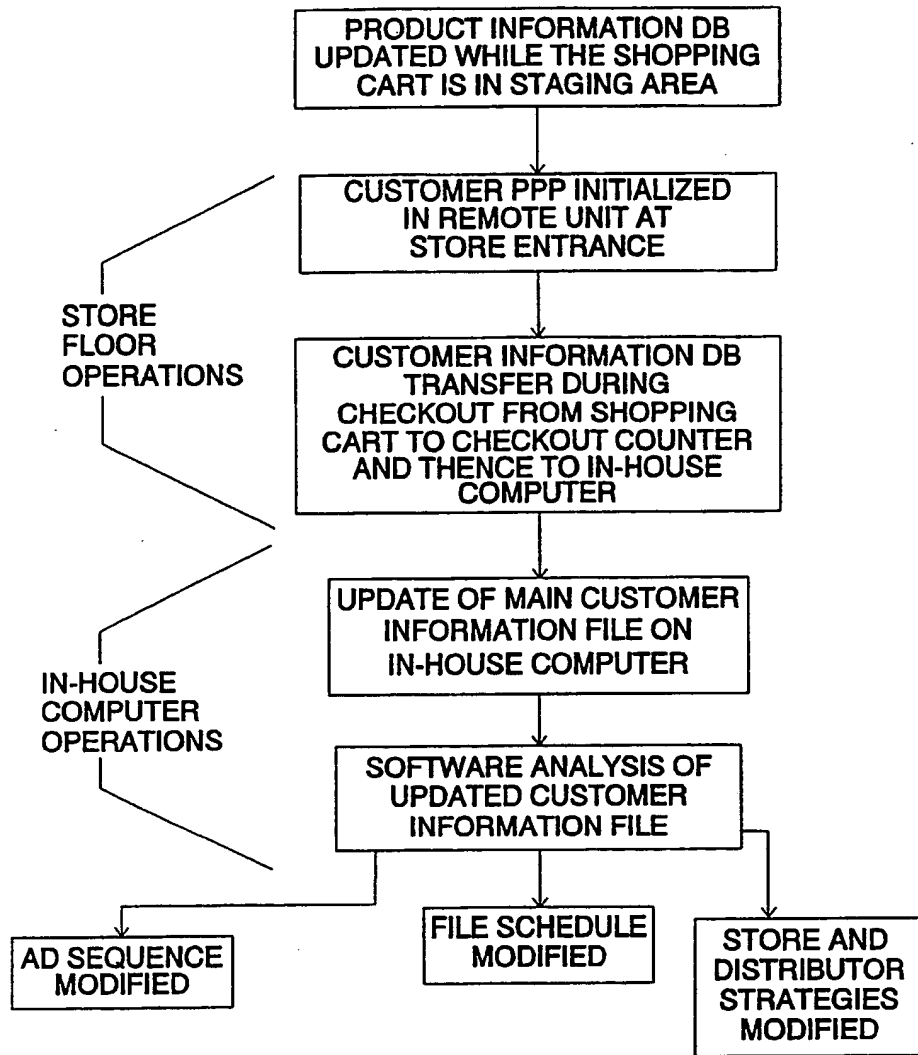 PRODUCT INFORMATION DB
UPDATED WHILE THE SHOPPING
CART IS IN STAGING AREA
CUSTOMER PPP INITIALIZED
IN REMOTE UNIT AT
STORE ENTRANCE
STORE
FLOOR
OPERATIONS
CUSTOMER INFORMATION DB
TRANSFER DURING
CHECKOUT FROM SHOPPING
CART TO CHECKOUT COUNTER
AND THENCE TO IN-HOUSE
COMPUTER
UPDATE OF MAIN CUSTOMER
INFORMATION FILE ON
IN-HOUSE COMPUTER
IN-HOUSE
COMPUTER
OPERATIONS
SOFTWARE ANALYSIS OF
UPDATED CUSTOMER
INFORMATION FILE
AD SEQUENCE
MODIFIED
FILE SCHEDULE
MODIFIED
STORE AND
DISTRIBUTOR
STRATEGIES
MODIFIED